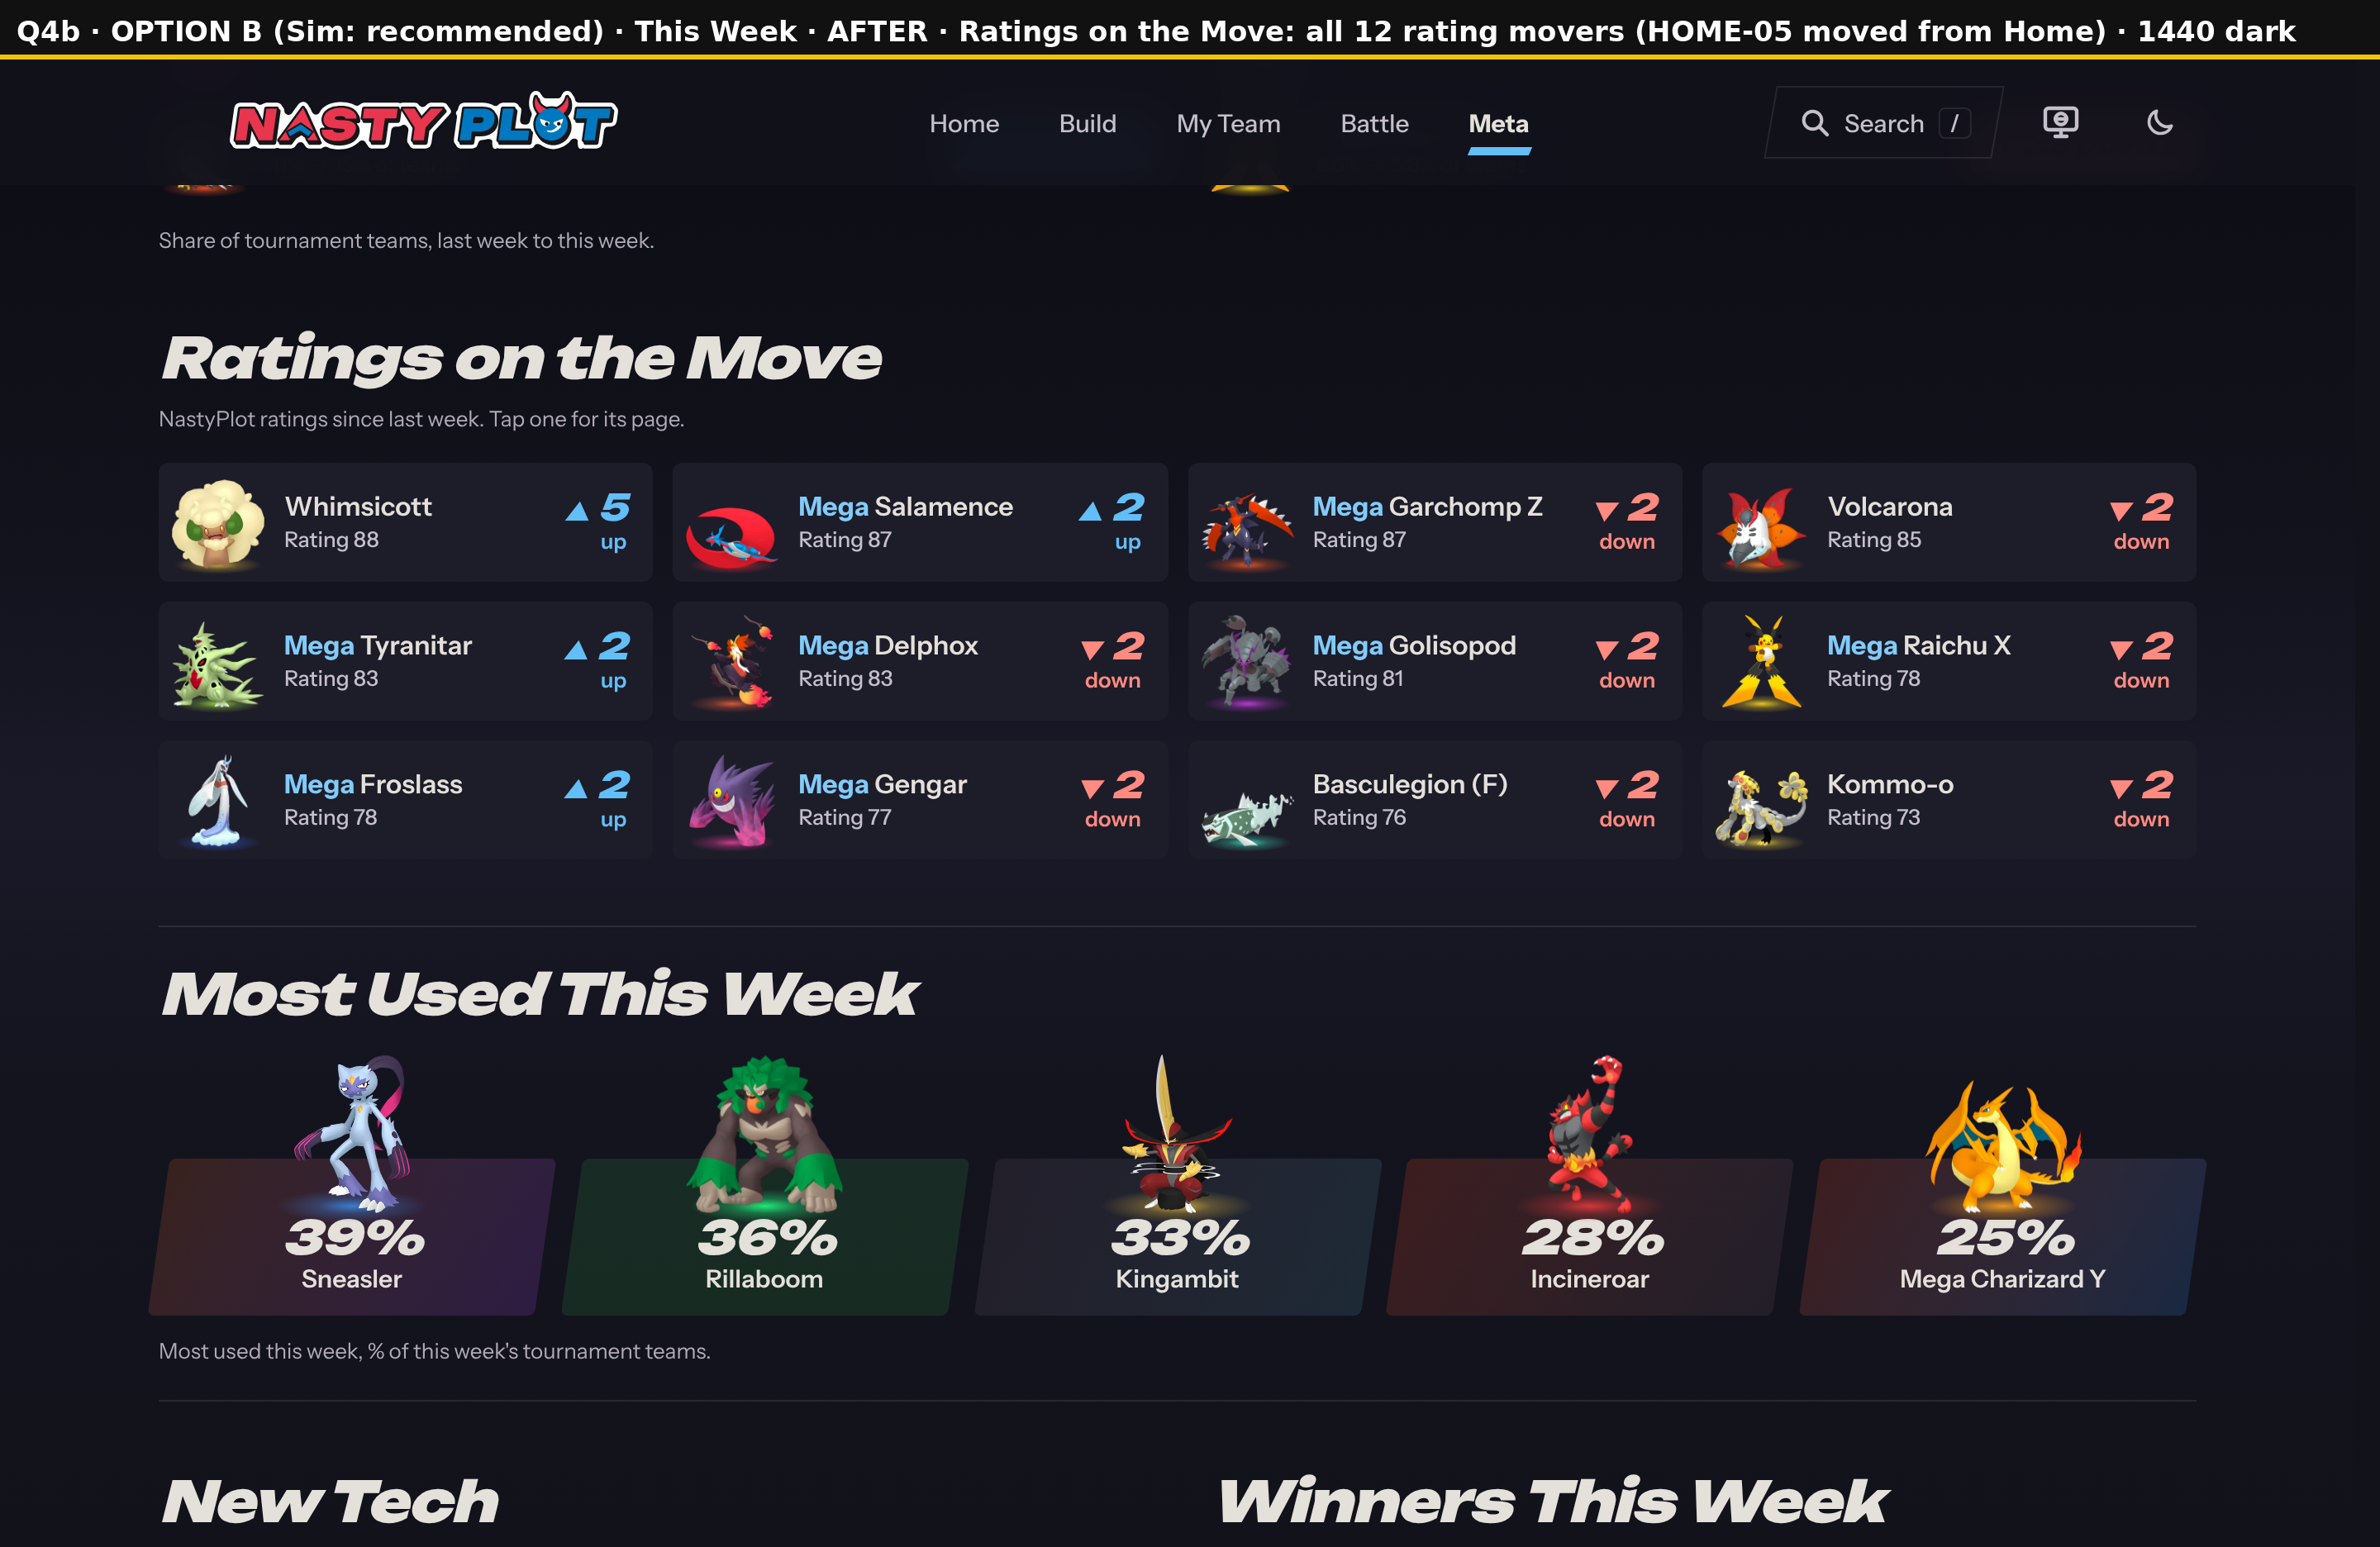 Q4b · OPTION B (Sim: recommended) · This Week · AFTER · Ratings on the Move: all 12 rating movers (HOME-05 moved from Home) · 1440 dark
NASTY PLOT
Home
Build
My Team
Battle
Meta
Search /
Share of tournament teams, last week to this week.
Ratings on the Move
NastyPlot ratings since last week. Tap one for its page.
Whimsicott
Rating 88
▲ 5
up
Mega Salamence
Rating 87
▲ 2
up
Mega Garchomp Z
Rating 87
▼ 2
down
Volcarona
Rating 85
▼ 2
down
Mega Tyranitar
Rating 83
▲ 2
up
Mega Delphox
Rating 83
▼ 2
down
Mega Golisopod
Rating 81
▼ 2
down
Mega Raichu X
Rating 78
▼ 2
down
Mega Froslass
Rating 78
▲ 2
up
Mega Gengar
Rating 77
▼ 2
down
Basculegion (F)
Rating 76
▼ 2
down
Kommo-o
Rating 73
▼ 2
down
Most Used This Week
39%
Sneasler
36%
Rillaboom
33%
Kingambit
28%
Incineroar
25%
Mega Charizard Y
Most used this week, % of this week's tournament teams.
New Tech
Winners This Week